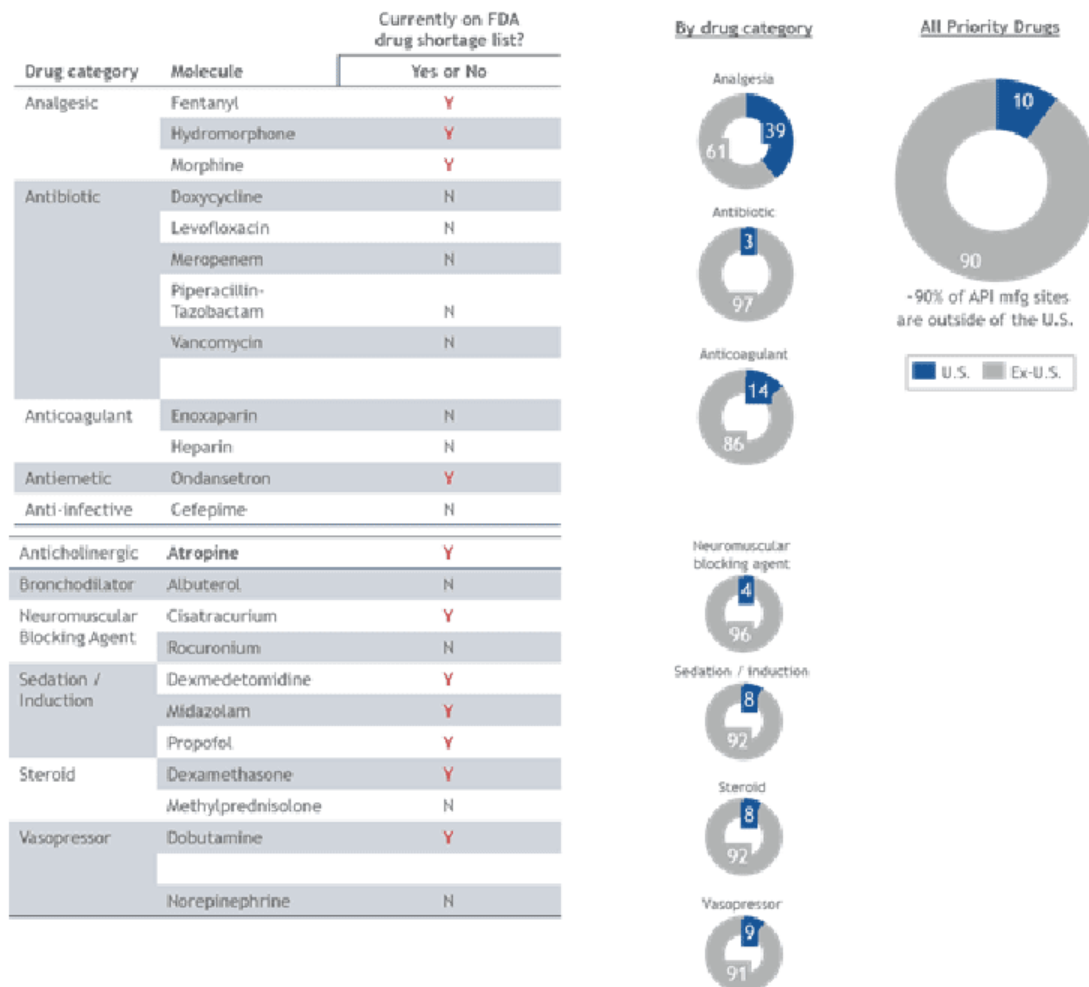 Currently on FDA
drug shortage list?
Drug category Molecule Yes or No
Analgesic Fentanyl Y
Hydromorphone Y
Morphine Y
Antibiotic Doxycycline N
Levofloxacin N
Meropenem N
Piperacillin-
Tazobactam N
Vancomycin N
Anticoagulant Enoxaparin N
Heparin N
Antiemetic Ondansetron Y
Anti-infective Cefepime N
Anticholinergic Atropine Y
Bronchodilator Albuterol N
Neuromuscular Cisatracurium Y
Blocking Agent Rocuronium N
Sedation / Dexmedetomidine Y
Induction Midazolam Y
Propofol Y
Steroid Dexamethasone Y
Methylprednisolone N
Vasopressor Dobutamine Y
Norepinephrine N
By drug category
Analgesia
39
61
Antibiotic
3
97
Anticoagulant
14
86
Neuromuscular
blocking agent
4
96
Sedation / Induction
8
92
Steroid
8
92
Vasopressor
9
91
All Priority Drugs
10
90
~90% of API mfg sites
are outside of the U.S.
U.S. Ex-U.S.